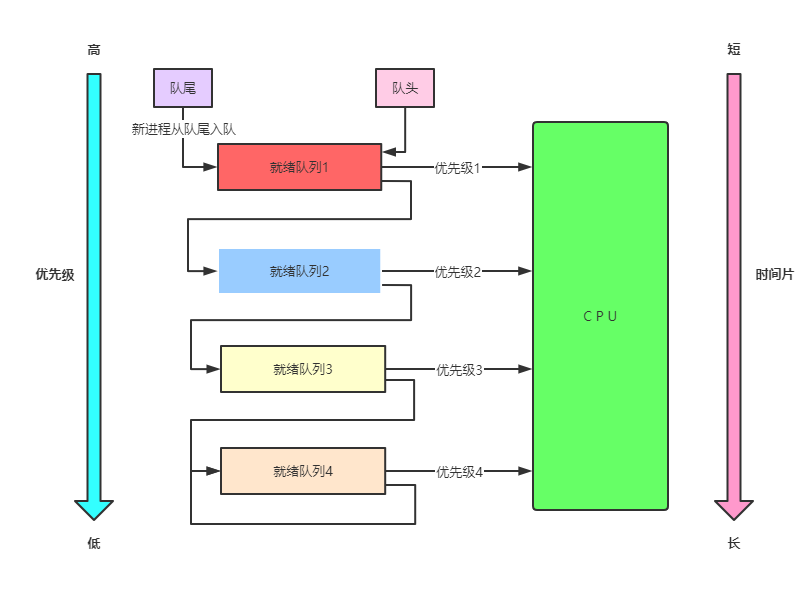 高
短
队尾
队头
新进程从队尾入队
就绪队列1
优先级1
就绪队列2
优先级2
优先级
时间片
CPU
就绪队列3
优先级3
就绪队列4
优先级4
低
长